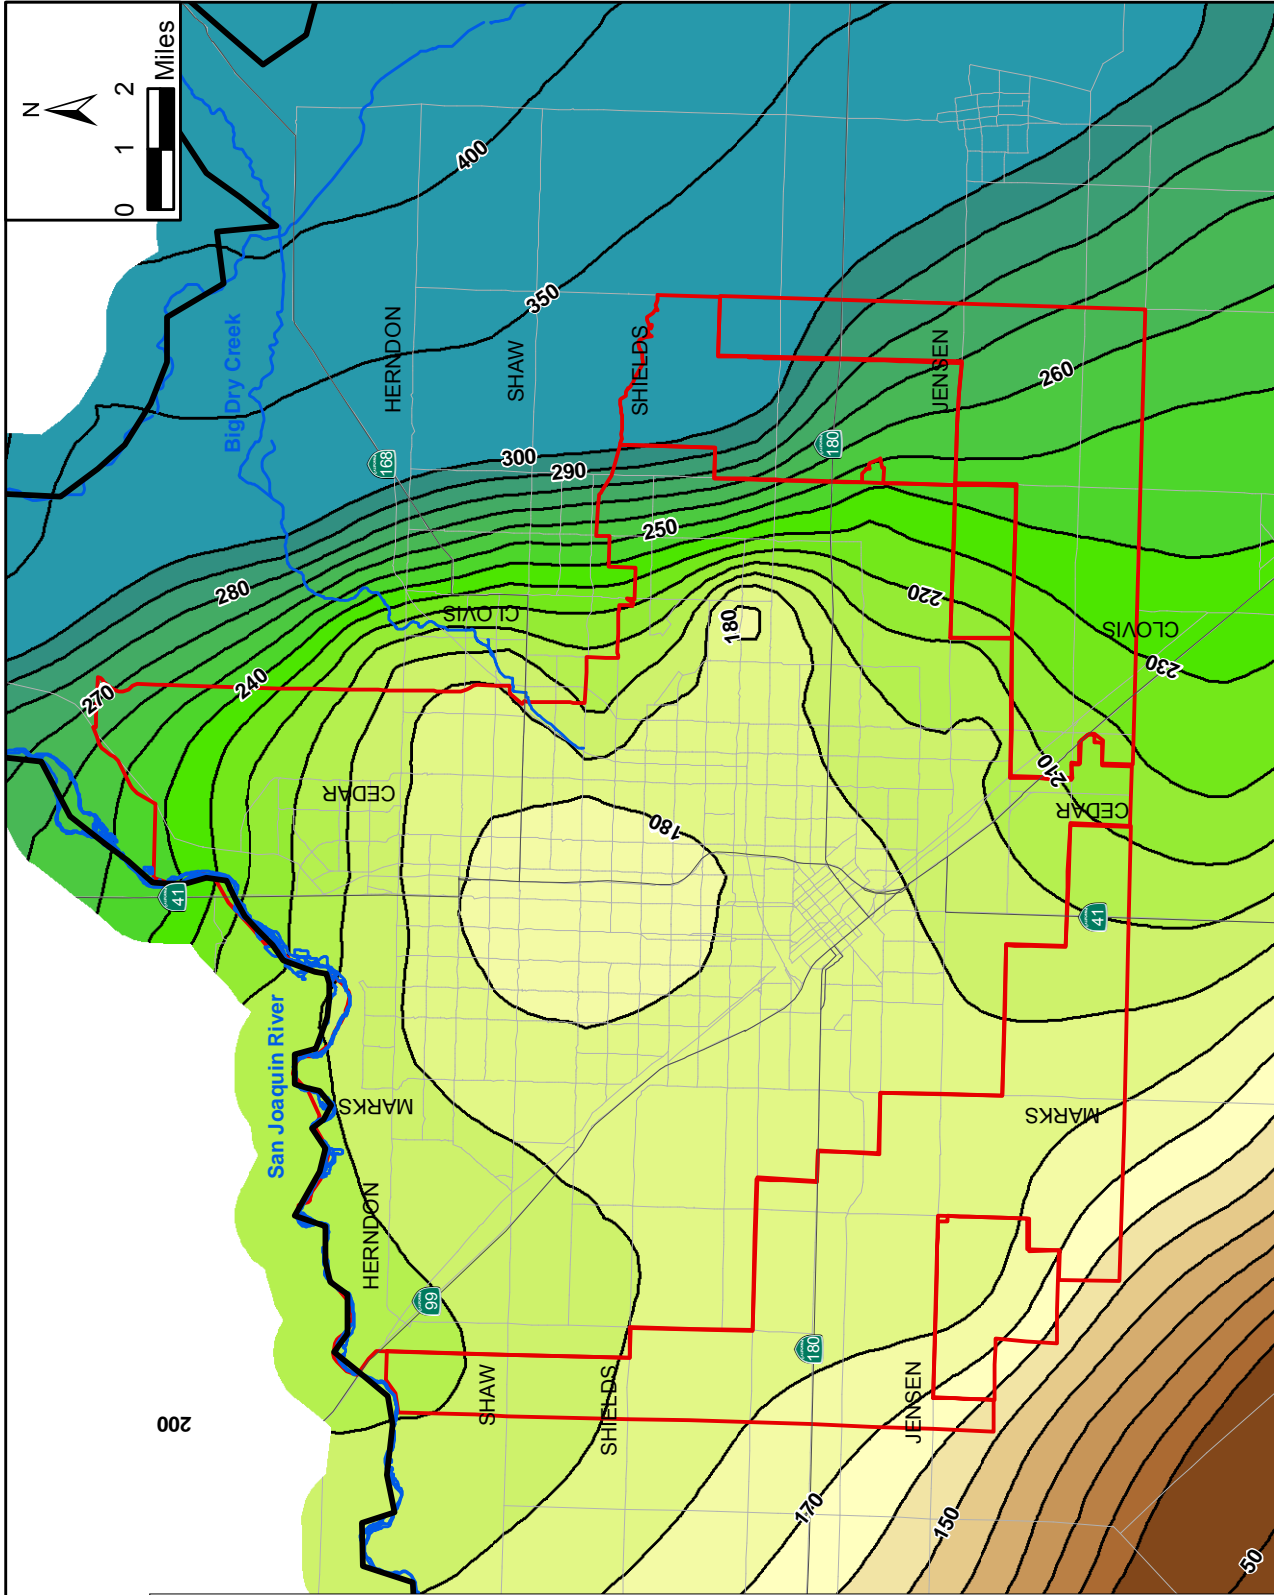 N
0 1 2
Miles
400
350
300
290
280
270
240
250
260
Big Dry Creek
HERNDON
SHAW
SHIELDS
JENSEN
168
180
CLOVIS
180
220
CLOVIS
230
210
CEDAR
CEDAR
180
41
41
San Joaquin River
MARKS
MARKS
HERNDON
99
180
SHAW
SHIELDS
JENSEN
200
170
150
50